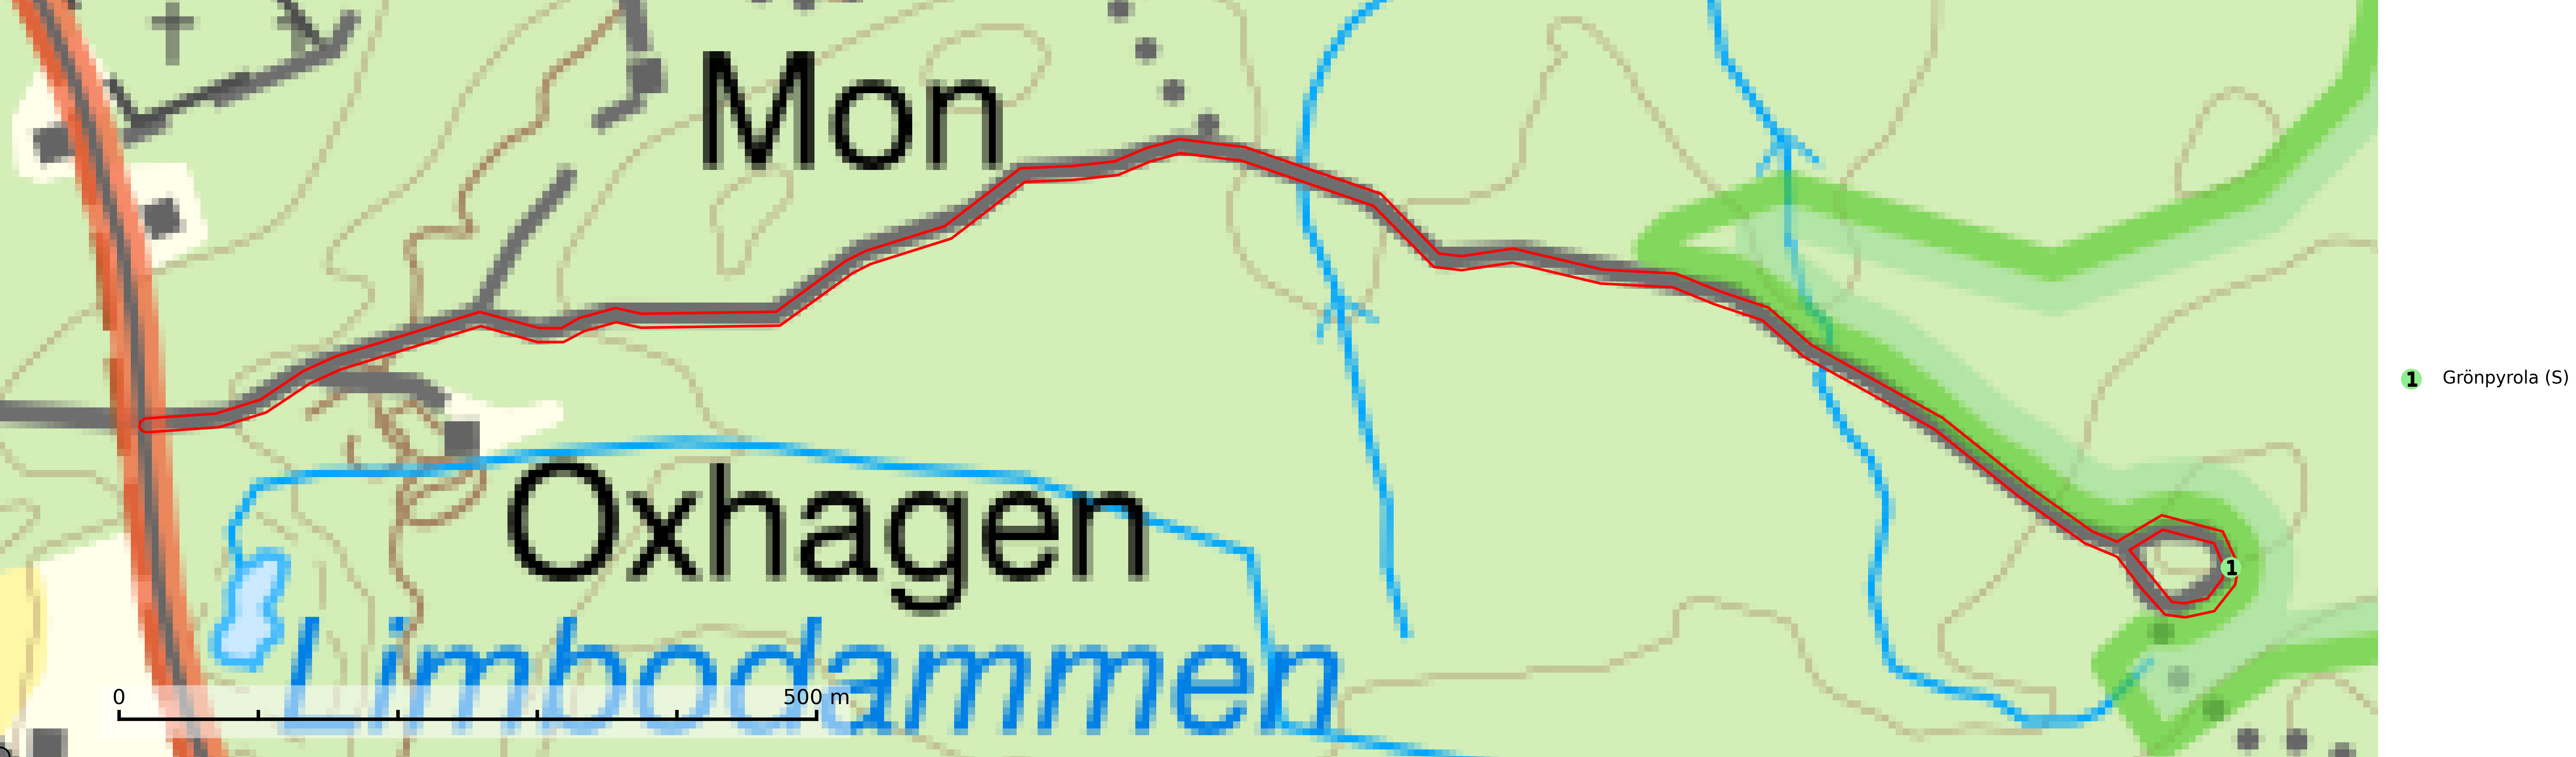 Mon
1 Grönpyrola (S)
Oxhagen
1
Limbodammen
0 500 m